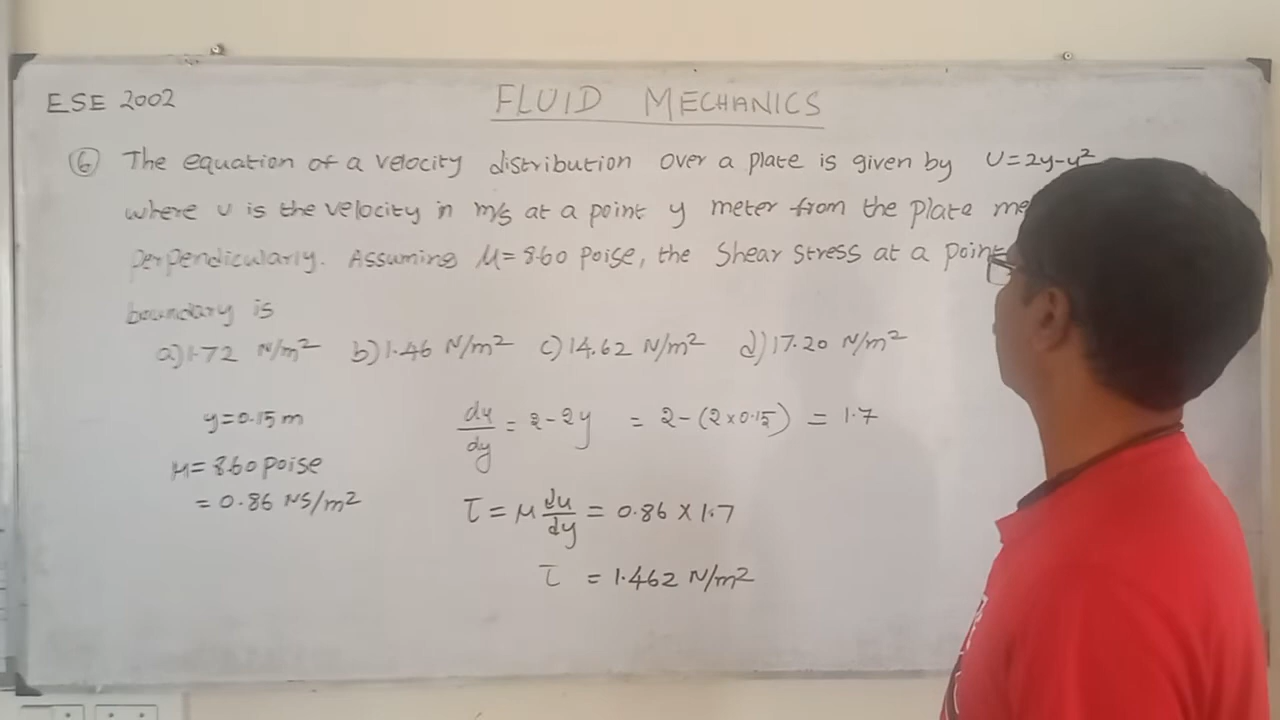 ESE 2002
FLUID MECHANICS
⑥ The equation of a velocity distribution over a plate is given by U=2y-y²
where u is the velocity in m/s at a point y meter from the plate
perpendicularly. Assuming μ=8.60 poise, the shear stress at a point
boundary is
a) 1.72 N/m² b) 1.46 N/m² c) 14.62 N/m² d) 17.20 N/m²
y=0.15m
μ=8.60 poise
= 0.86 NS/m²
du/dy = 2-2y = 2-(2×0.15) = 1.7
τ = μ du/dy = 0.86 × 1.7
τ = 1.462 N/m²